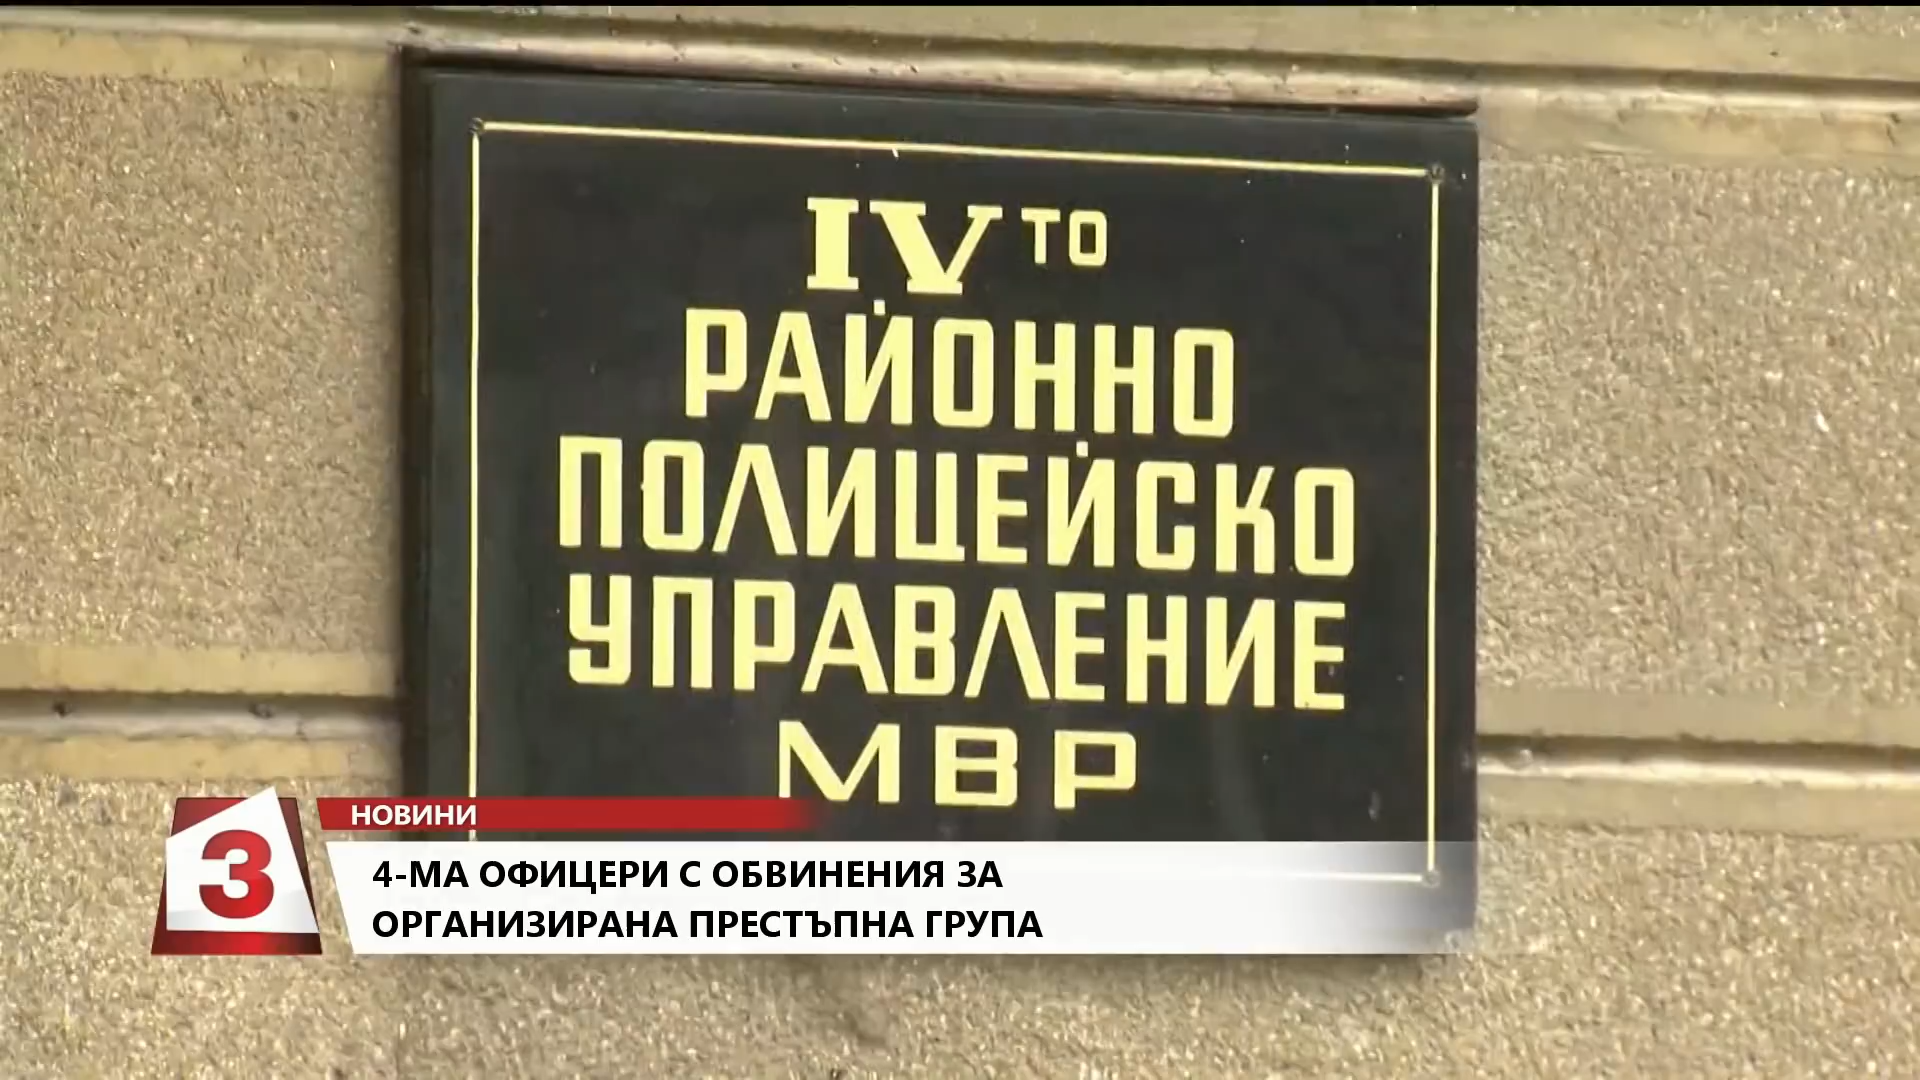 IV ТО
РАЙОННО
ПОЛИЦЕЙСКО
УПРАВЛЕНИЕ
МВР
НОВИНИ
3
4-МА ОФИЦЕРИ С ОБВИНЕНИЯ ЗА
ОРГАНИЗИРАНА ПРЕСТЪПНА ГРУПА